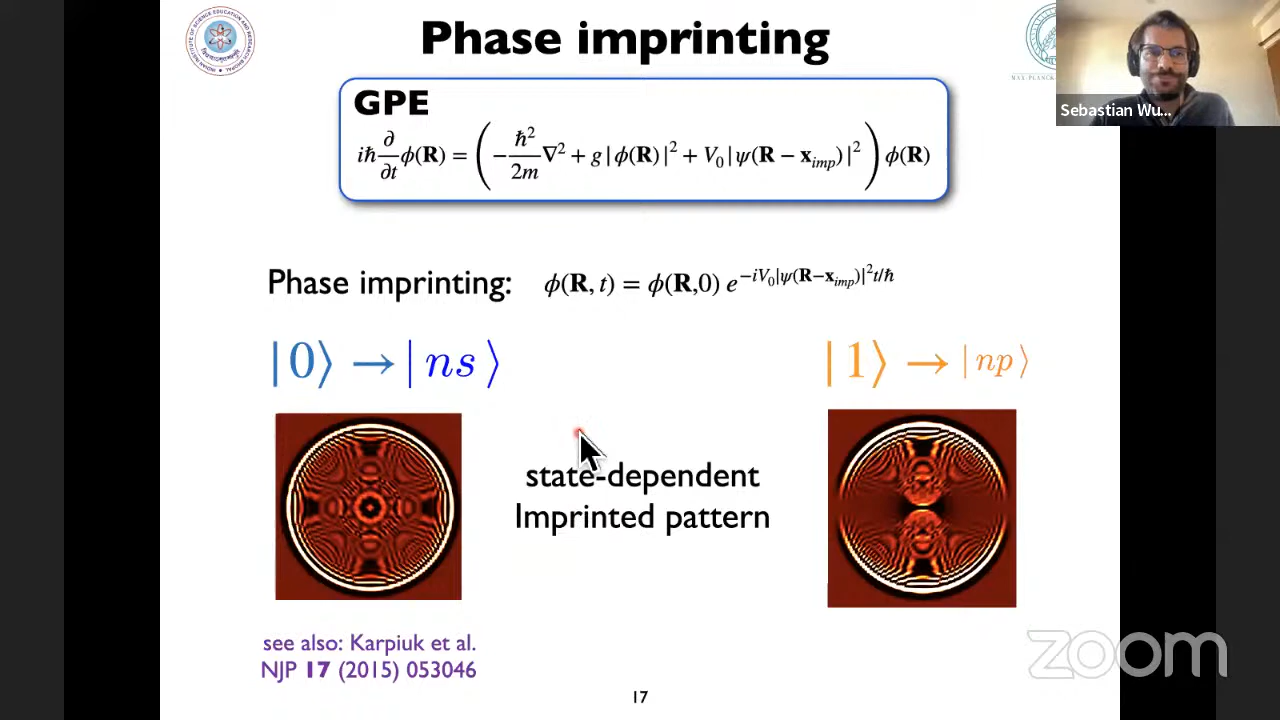 Phase imprinting
GPE
iħ ∂/∂t ϕ(R) = ( −ħ²/2m ∇² + g|ϕ(R)|² + V₀|ψ(R − x_imp)|² ) ϕ(R)
Phase imprinting: ϕ(R, t) = ϕ(R,0) e^{−iV₀|ψ(R−x_imp)|²t/ħ}
|0⟩ → |ns⟩
|1⟩ → |np⟩
state-dependent
Imprinted pattern
see also: Karpiuk et al.
NJP 17 (2015) 053046
17
Sebastian Wu...
zoom